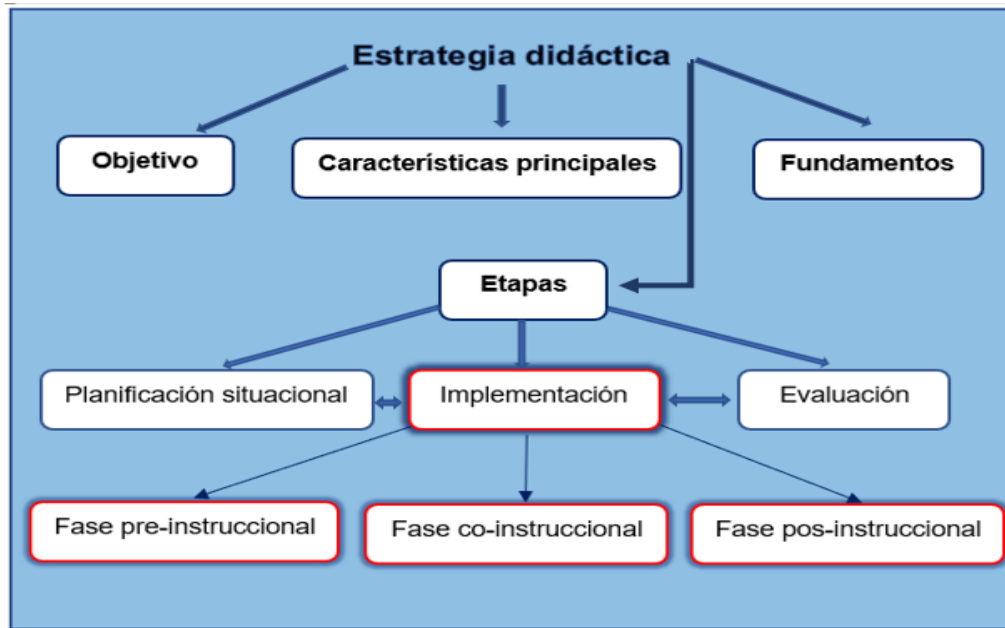 Estrategia didáctica
Objetivo
Característícas principales
Fundamentos
Etapas
Planificación situacional
Implementación
Evaluación
Fase pre-instruccional
Fase co-instruccional
Fase pos-instruccional